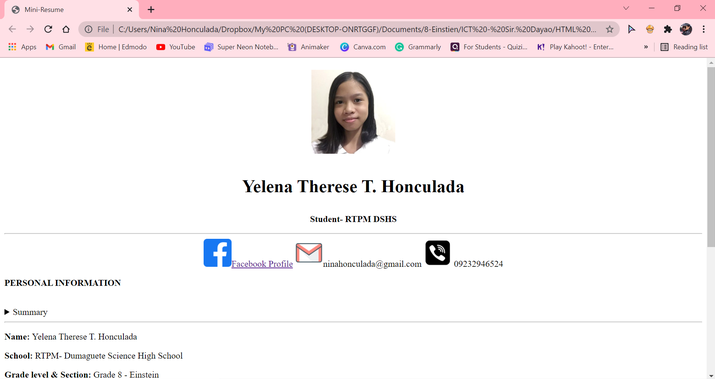 Mini-Resume
File | C:/Users/Nina%20Honculada/Dropbox/My%20PC%20(DESKTOP-ONRTGGF)/Documents/8-Einstien/ICT%20-%20Sir.%20Dayao/HTML%20...
Apps Gmail Home | Edmodo YouTube Super Neon Noteb... Animaker Canva.com Grammarly For Students - Quizi... K! Play Kahoot! - Enter... » Reading list
Yelena Therese T. Honculada
Student- RTPM DSHS
Facebook Profile ninahonculada@gmail.com 09232946524
PERSONAL INFORMATION
Summary
Name: Yelena Therese T. Honculada
School: RTPM- Dumaguete Science High School
Grade level & Section: Grade 8 - Einstein